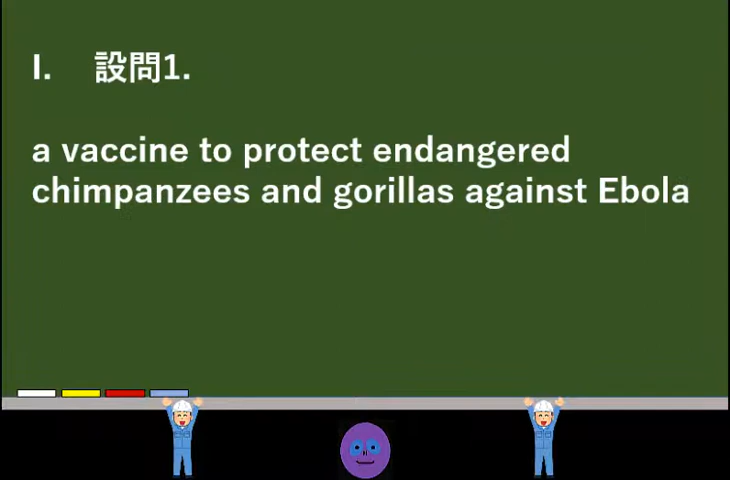 I. 設問1.
a vaccine to protect endangered
chimpanzees and gorillas against Ebola